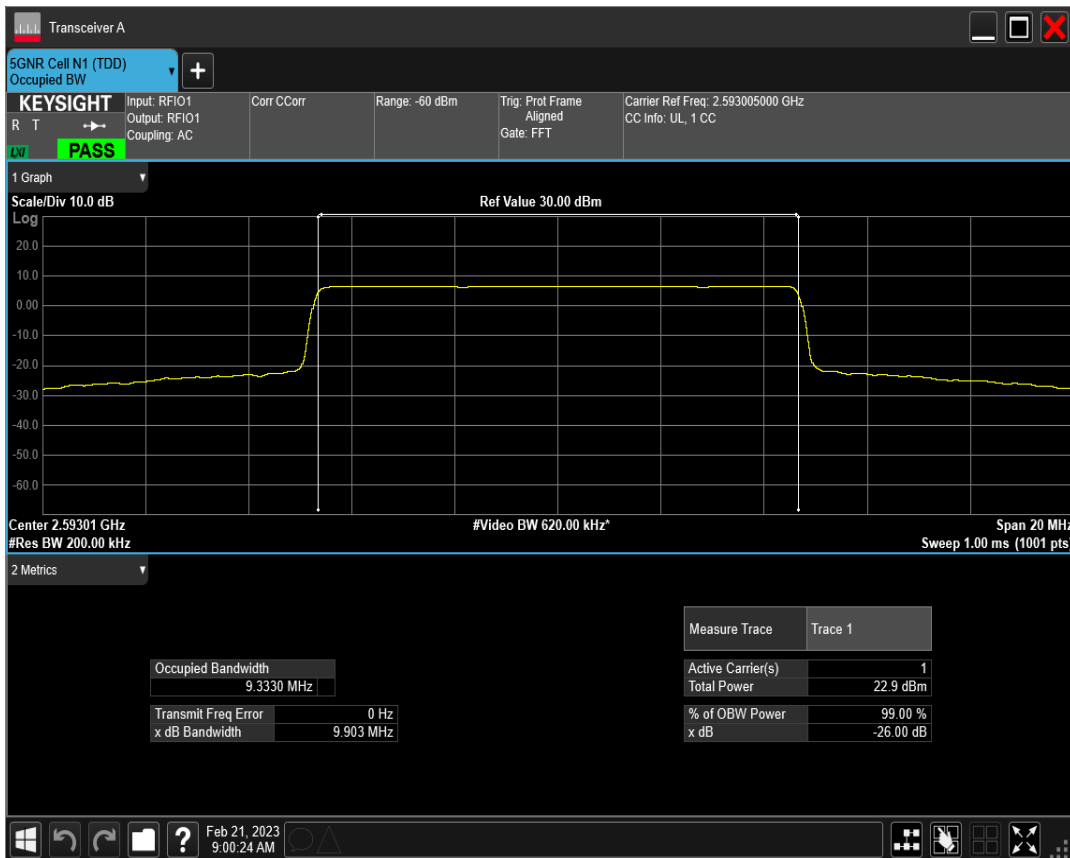 Transceiver A
5GNR Cell N1 (TDD)
Occupied BW
KEYSIGHT
R T
LXI
PASS
Input: RFIO1
Output: RFIO1
Coupling: AC
Corr CCorr
Range: -60 dBm
Trig: Prot Frame
Aligned
Gate: FFT
Carrier Ref Freq: 2.593005000 GHz
CC Info: UL, 1 CC
1 Graph
Scale/Div 10.0 dB
Ref Value 30.00 dBm
Log
20.0
10.0
0.00
-10.0
-20.0
-30.0
-40.0
-50.0
-60.0
Center 2.59301 GHz
#Video BW 620.00 kHz*
Span 20 MHz
#Res BW 200.00 kHz
Sweep 1.00 ms (1001 pts)
2 Metrics
Measure Trace
Trace 1
Occupied Bandwidth
9.3330 MHz
Active Carrier(s)
1
Total Power
22.9 dBm
Transmit Freq Error
0 Hz
x dB Bandwidth
9.903 MHz
% of OBW Power
99.00 %
x dB
-26.00 dB
?
Feb 21, 2023
9:00:24 AM